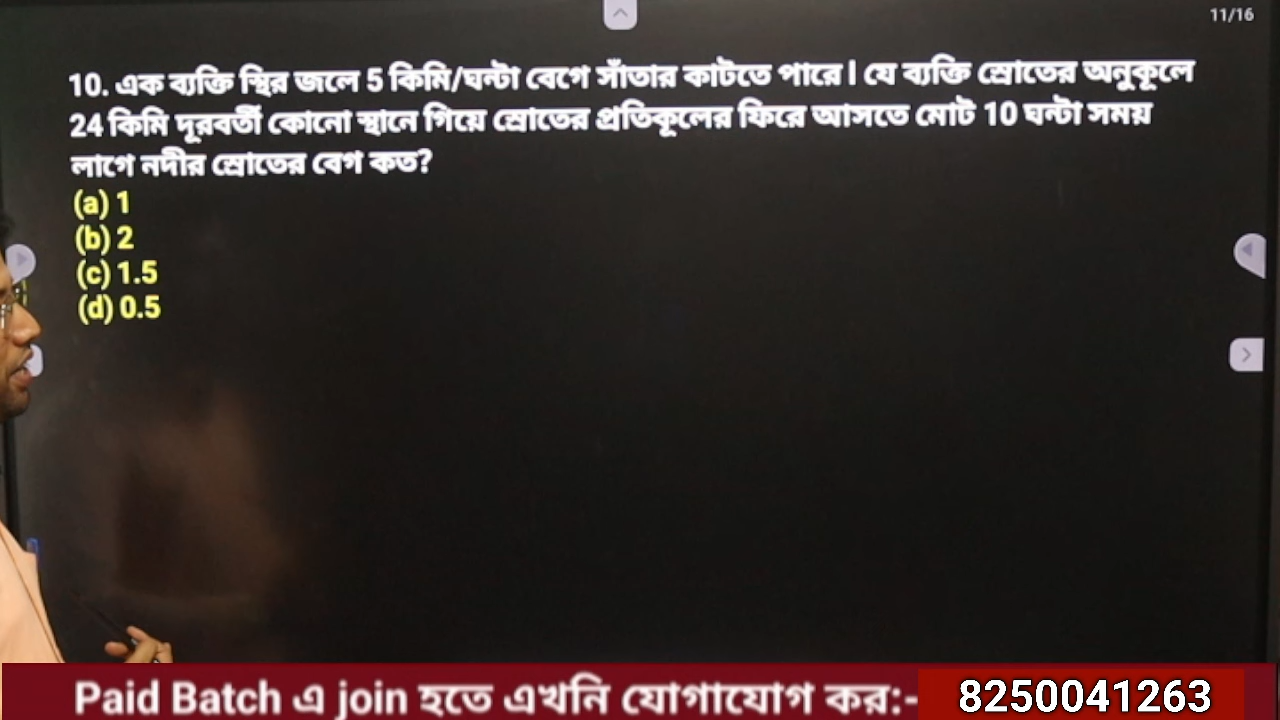 11/16
10. এক ব্যক্তি স্থির জলে 5 কিমি/ঘন্টা বেগে সাঁতার কাটতে পারে l যে ব্যক্তি স্রোতের অনুকূলে
24 কিমি দূরবর্তী কোনো স্থানে গিয়ে স্রোতের প্রতিকূলের ফিরে আসতে মোট 10 ঘন্টা সময়
লাগে নদীর স্রোতের বেগ কত?
(a) 1
(b) 2
(c) 1.5
(d) 0.5
Paid Batch এ join হতে এখনি যোগাযোগ কর:- 8250041263